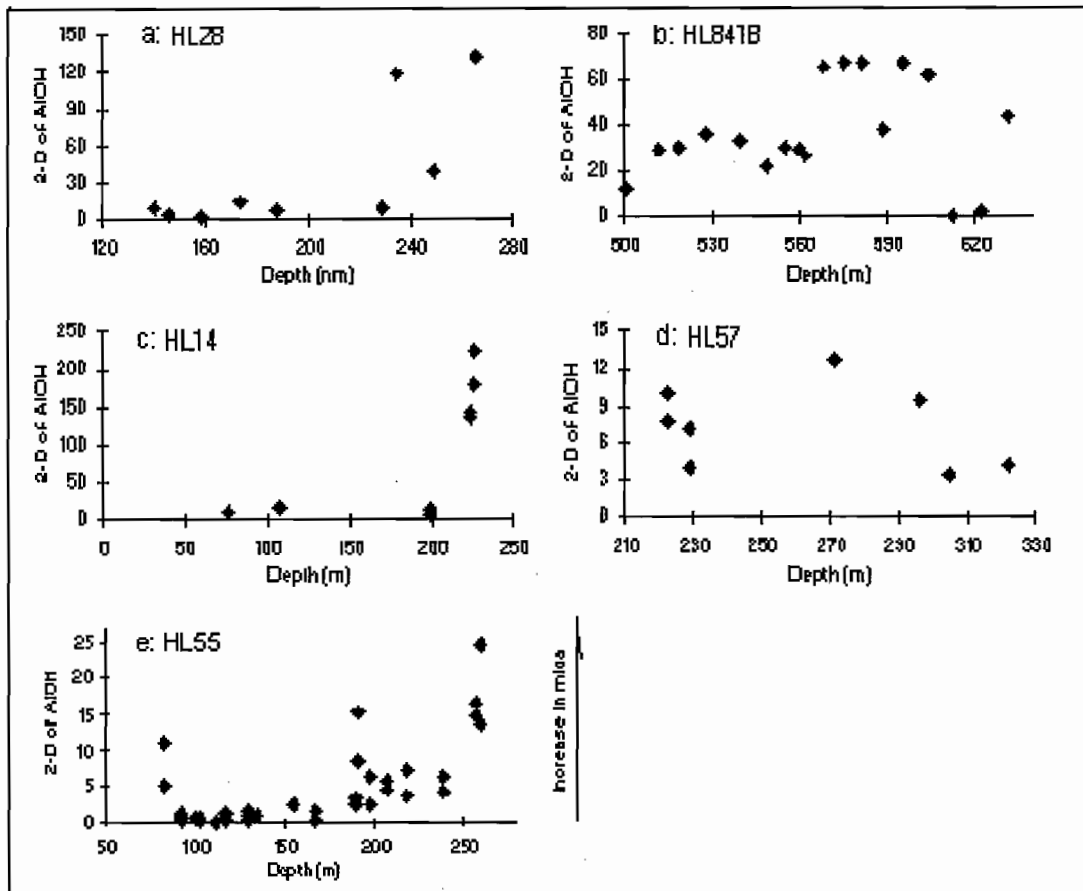 a: HL28
2-D of AlOH
150
120
90
60
30
0
120 160 200 240 280
Depth (nm)
b: HL841B
2-D of AlOH
80
60
40
20
0
500 530 560 590 620
Depth (m)
c: HL14
2-D of AlOH
250
200
150
100
50
0
0 50 100 150 200 250
Depth (m)
d: HL57
2-D of AlOH
15
12
9
6
3
0
210 230 250 270 290 310 330
Depth (m)
e: HL55
2-D of AlOH
25
20
15
10
5
0
50 100 150 200 250
Depth (m)
Increase in mica